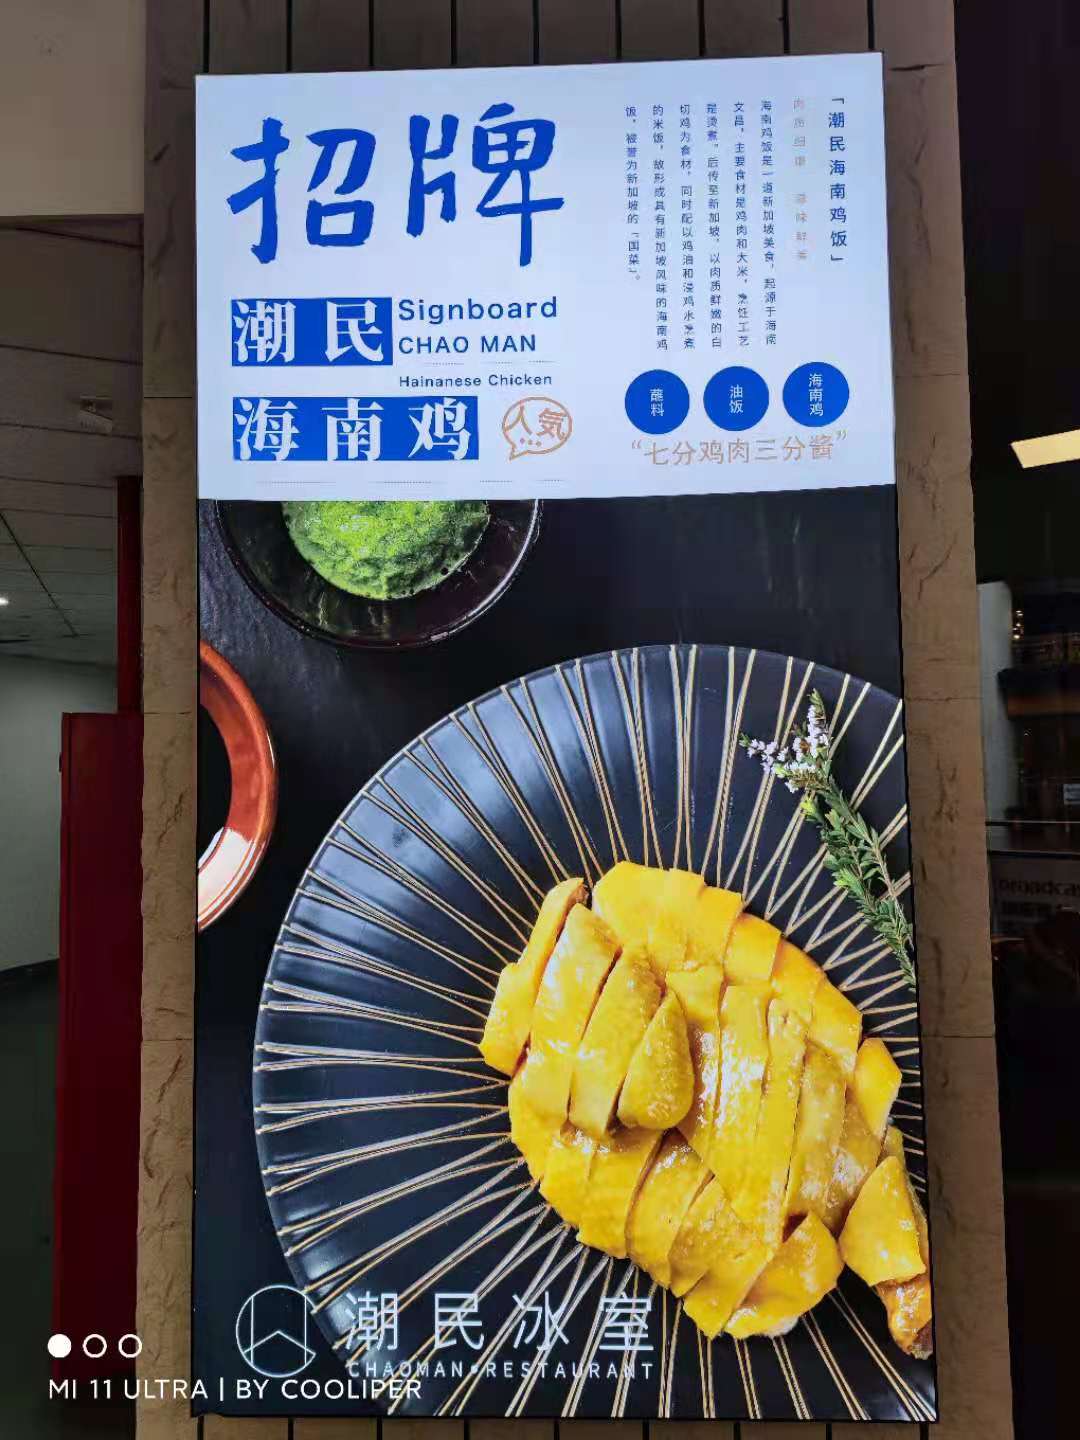 招牌
潮民
Signboard
CHAO MAN
Hainanese Chicken
海南鸡
人気
「潮民海南鸡饭」
肉质细嫩 滋味鲜美
海南鸡饭是一道新加坡美食，起源于海南
文昌，主要食材是鸡肉和大米，烹饪工艺
是烫煮。后传至新加坡，以肉质鲜嫩的白
切鸡为食材，同时配以鸡油和浸鸡水烹煮
的米饭，故形成具有新加坡风味的海南鸡
饭，被誉为新加坡的「国菜」。
蘸料
油饭
海南鸡
“七分鸡肉三分酱”
潮民冰室
CHAOMAN•RESTAURANT
MI 11 ULTRA | BY COOLIPER